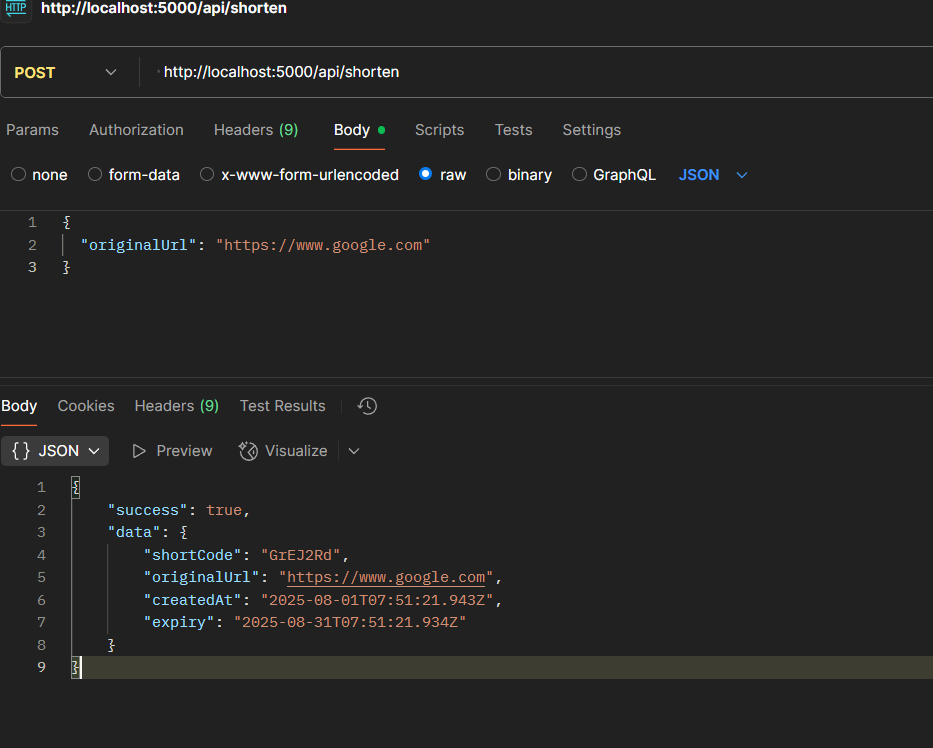 HTTP http://localhost:5000/api/shorten
POST http://localhost:5000/api/shorten
Params Authorization Headers (9) Body Scripts Tests Settings
none form-data x-www-form-urlencoded raw binary GraphQL JSON
1 {
2 "originalUrl": "https://www.google.com"
3 }
Body Cookies Headers (9) Test Results
{} JSON Preview Visualize
1 {
2 "success": true,
3 "data": {
4 "shortCode": "GrEJ2Rd",
5 "originalUrl": "https://www.google.com",
6 "createdAt": "2025-08-01T07:51:21.943Z",
7 "expiry": "2025-08-31T07:51:21.934Z"
8 }
9 }